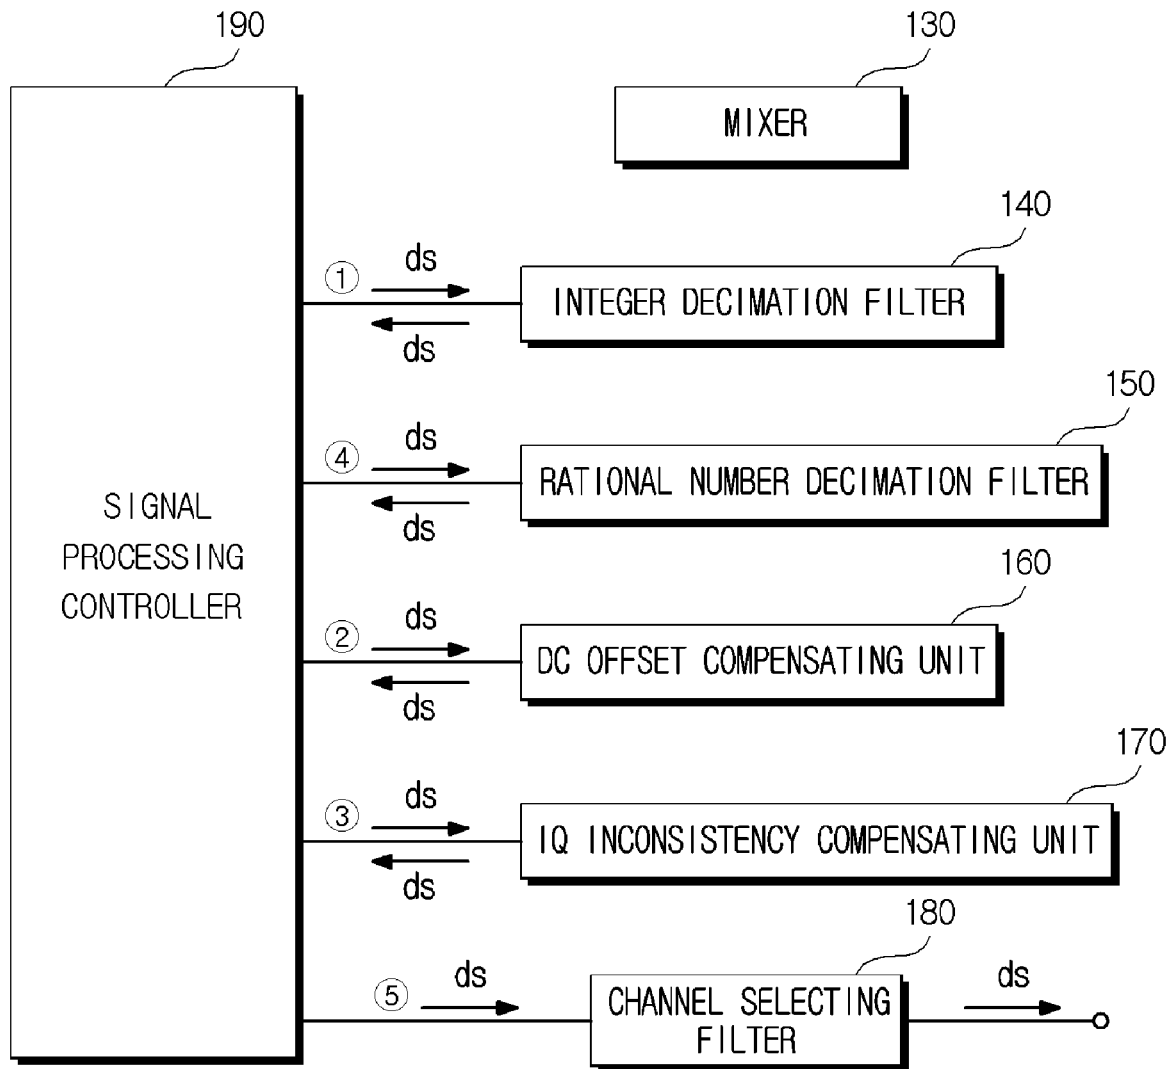 190
130
MIXER
140
① ds
INTEGER DECIMATION FILTER
ds
150
④ ds
RATIONAL NUMBER DECIMATION FILTER
ds
SIGNAL
PROCESSING
CONTROLLER
160
② ds
DC OFFSET COMPENSATING UNIT
ds
170
③ ds
IQ INCONSISTENCY COMPENSATING UNIT
ds
180
⑤ ds
CHANNEL SELECTING
FILTER
ds